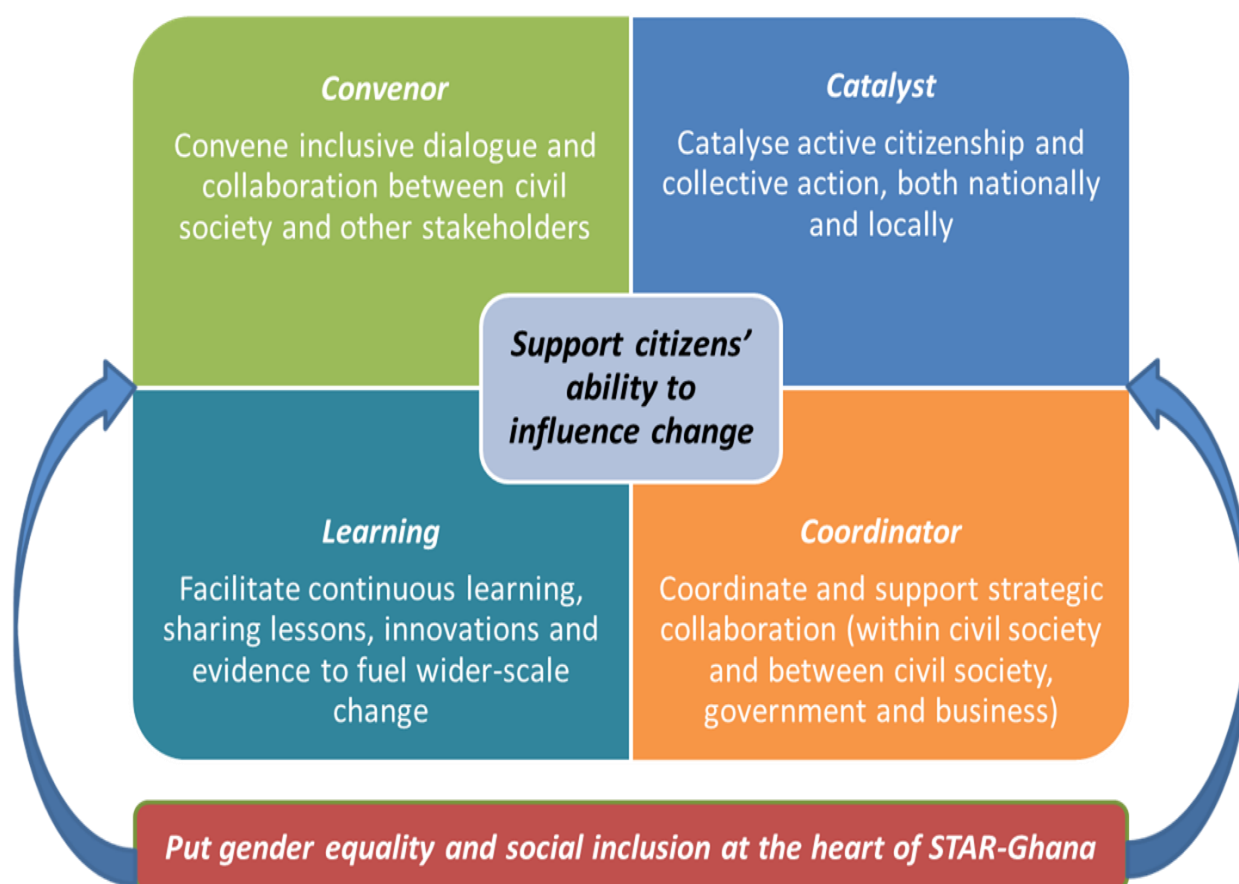 Convenor
Convene inclusive dialogue and
collaboration between civil
society and other stakeholders
Catalyst
Catalyse active citizenship and
collective action, both nationally
and locally
Support citizens’
ability to
influence change
Learning
Facilitate continuous learning,
sharing lessons, innovations and
evidence to fuel wider-scale
change
Coordinator
Coordinate and support strategic
collaboration (within civil society
and between civil society,
government and business)
Put gender equality and social inclusion at the heart of STAR-Ghana